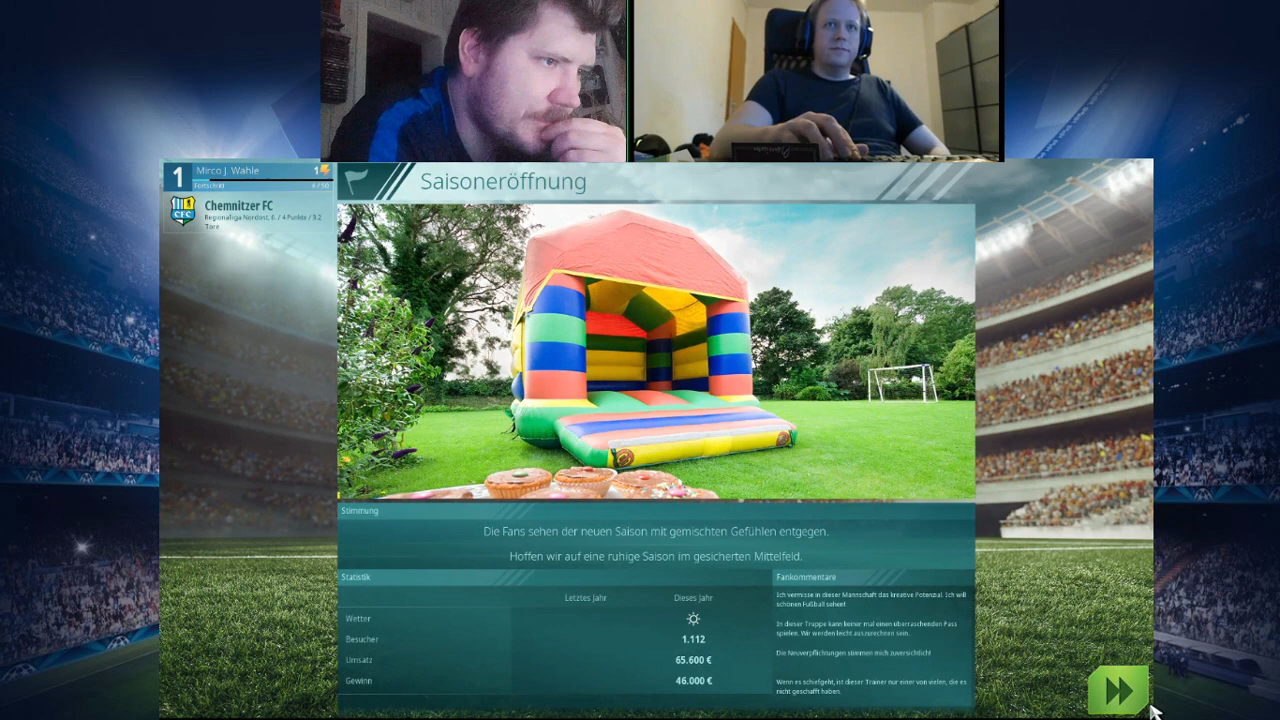 1
Mirco J. Wahle
1
Fortschritt
6 / 50
CFC
Chemnitzer FC
Regionalliga Nordost, 6. / 4 Punkte / 3:2
Tore
Saisoneröffnung
Stimmung
Die Fans sehen der neuen Saison mit gemischten Gefühlen entgegen.
Hoffen wir auf eine ruhige Saison im gesicherten Mittelfeld.
Statistik
Letztes Jahr
Dieses Jahr
Wetter
Besucher
1.112
Umsatz
65.600 €
Gewinn
46.000 €
Fankommentare
Ich vermisse in dieser Mannschaft das kreative Potenzial. Ich will
schönen Fußball sehen!
In dieser Truppe kann keiner mal einen überraschenden Pass
spielen. Wir werden leicht auszurechnen sein.
Die Neuverpflichtungen stimmen mich zuversichtlich!
Wenn es schiefgeht, ist dieser Trainer nur einer von vielen, die es
nicht geschafft haben.